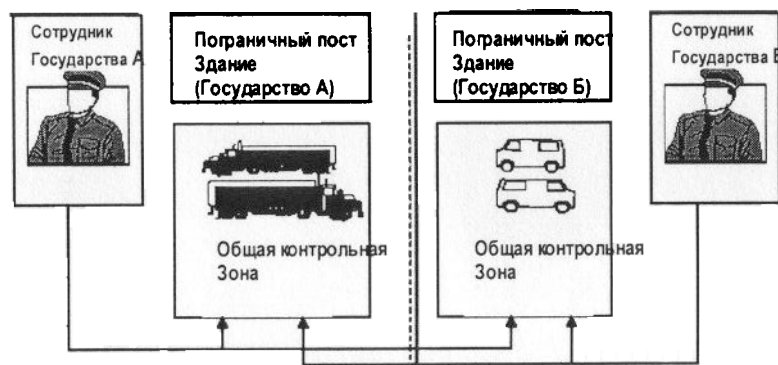 Сотрудник
Государства А
Пограничный пост
Здание
(Государство А)
Пограничный пост
Здание
(Государство Б)
Сотрудник
Государства Б
Общая контрольная
Зона
Общая контрольная
Зона